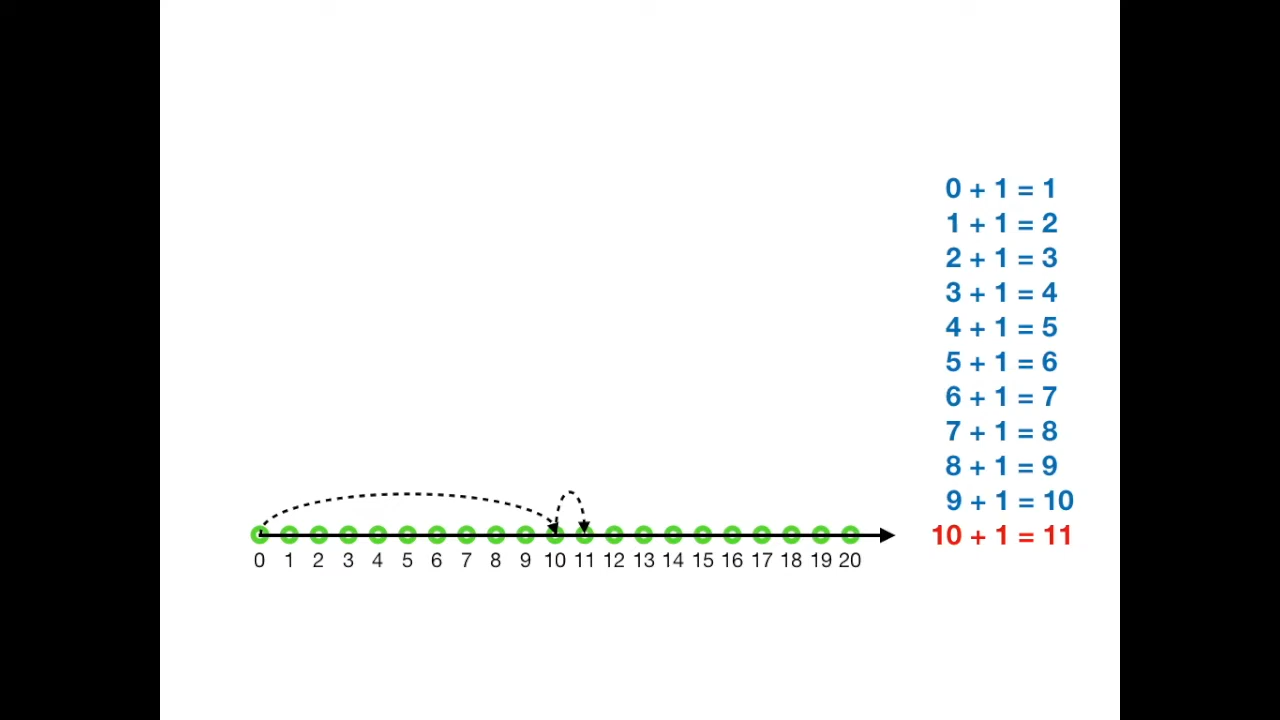 0 + 1 = 1
1 + 1 = 2
2 + 1 = 3
3 + 1 = 4
4 + 1 = 5
5 + 1 = 6
6 + 1 = 7
7 + 1 = 8
8 + 1 = 9
9 + 1 = 10
10 + 1 = 11
0 1 2 3 4 5 6 7 8 9 10 11 12 13 14 15 16 17 18 19 20